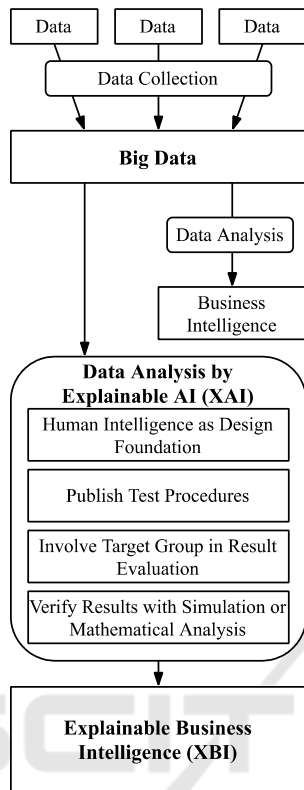 Data Data Data
Data Collection
Big Data
Data Analysis
Business
Intelligence
Data Analysis by
Explainable AI (XAI)
Human Intelligence as Design
Foundation
Publish Test Procedures
Involve Target Group in Result
Evaluation
Verify Results with Simulation or
Mathematical Analysis
Explainable Business
Intelligence (XBI)